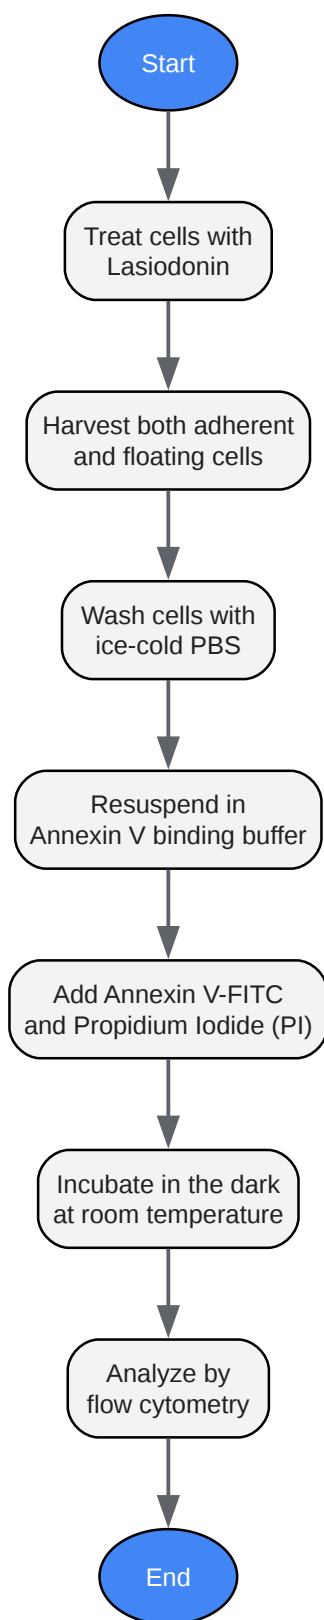 Start
Treat cells with
Lasiodonin
Harvest both adherent
and floating cells
Wash cells with
ice-cold PBS
Resuspend in
Annexin V binding buffer
Add Annexin V-FITC
and Propidium Iodide (PI)
Incubate in the dark
at room temperature
Analyze by
flow cytometry
End